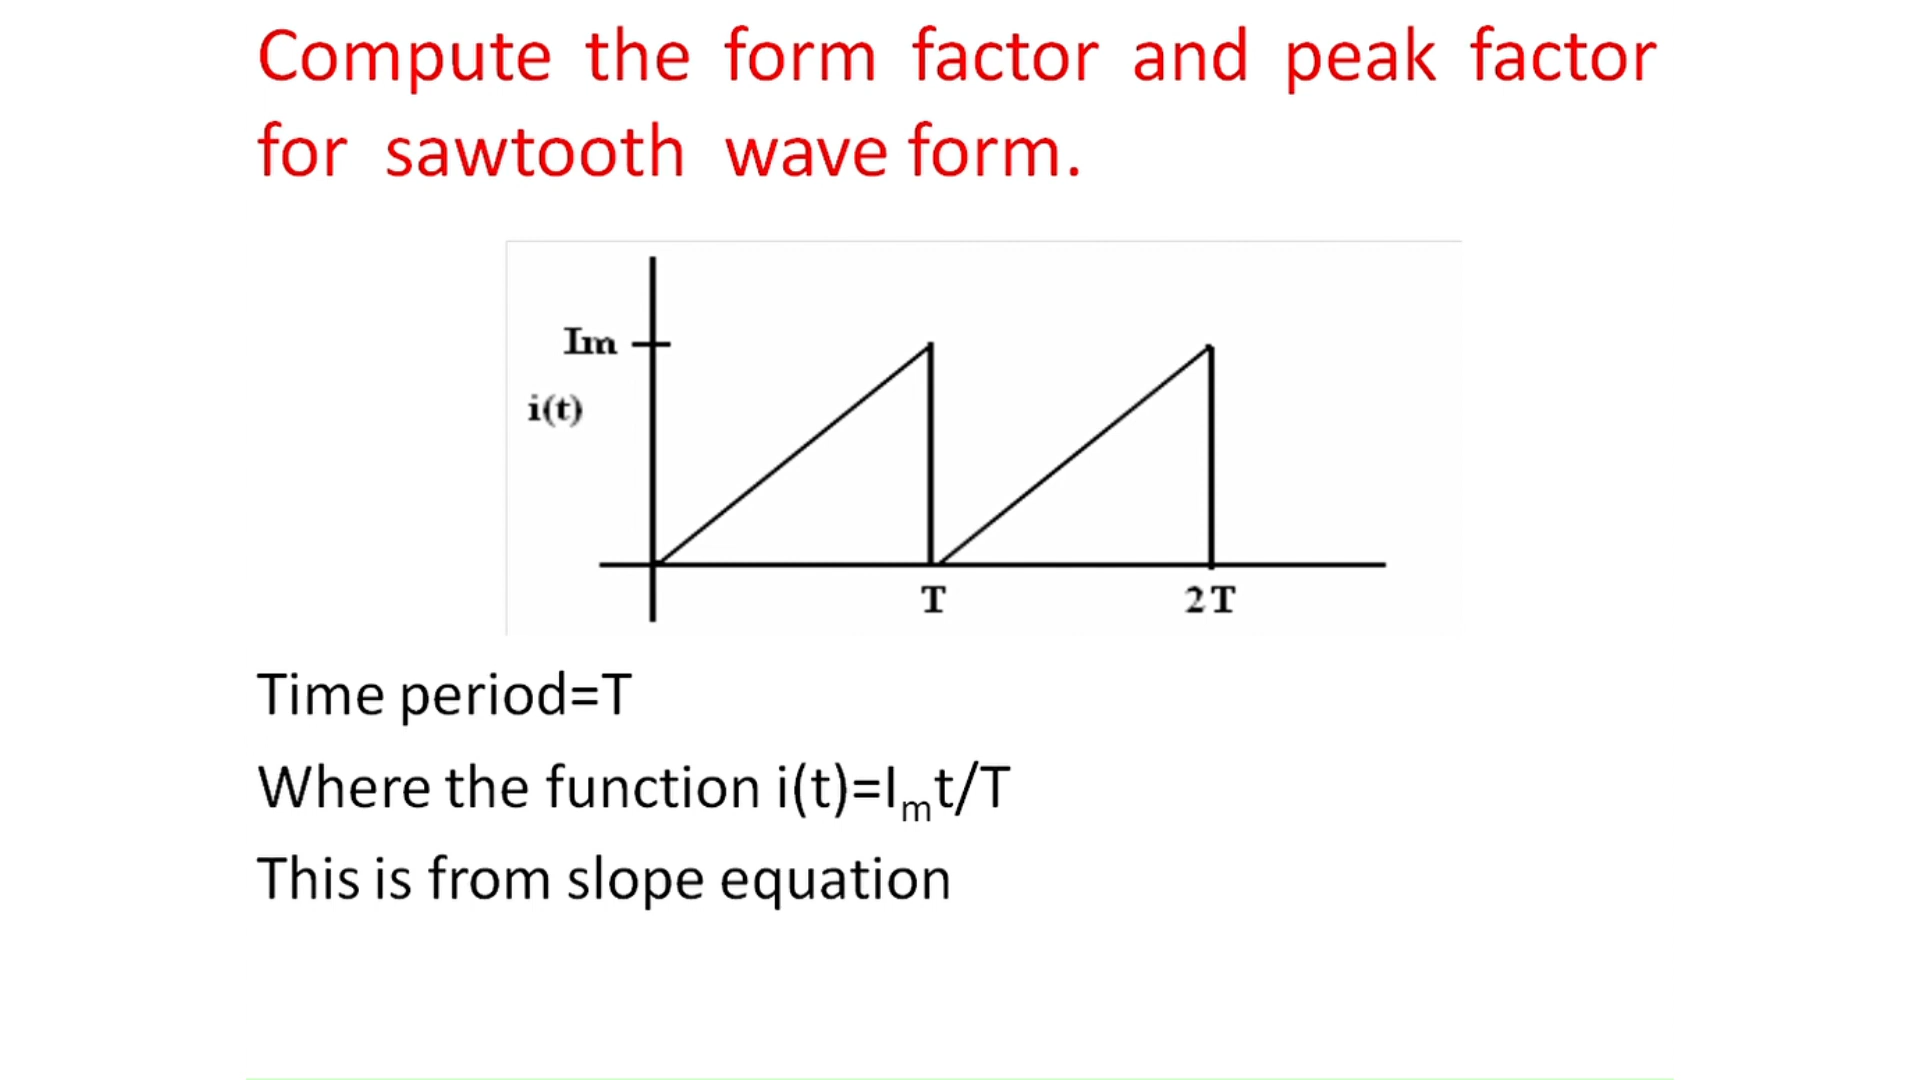 Compute the form factor and peak factor
for sawtooth wave form.
Im
i(t)
T
2T
Time period=T
Where the function i(t)=Iₘt/T
This is from slope equation